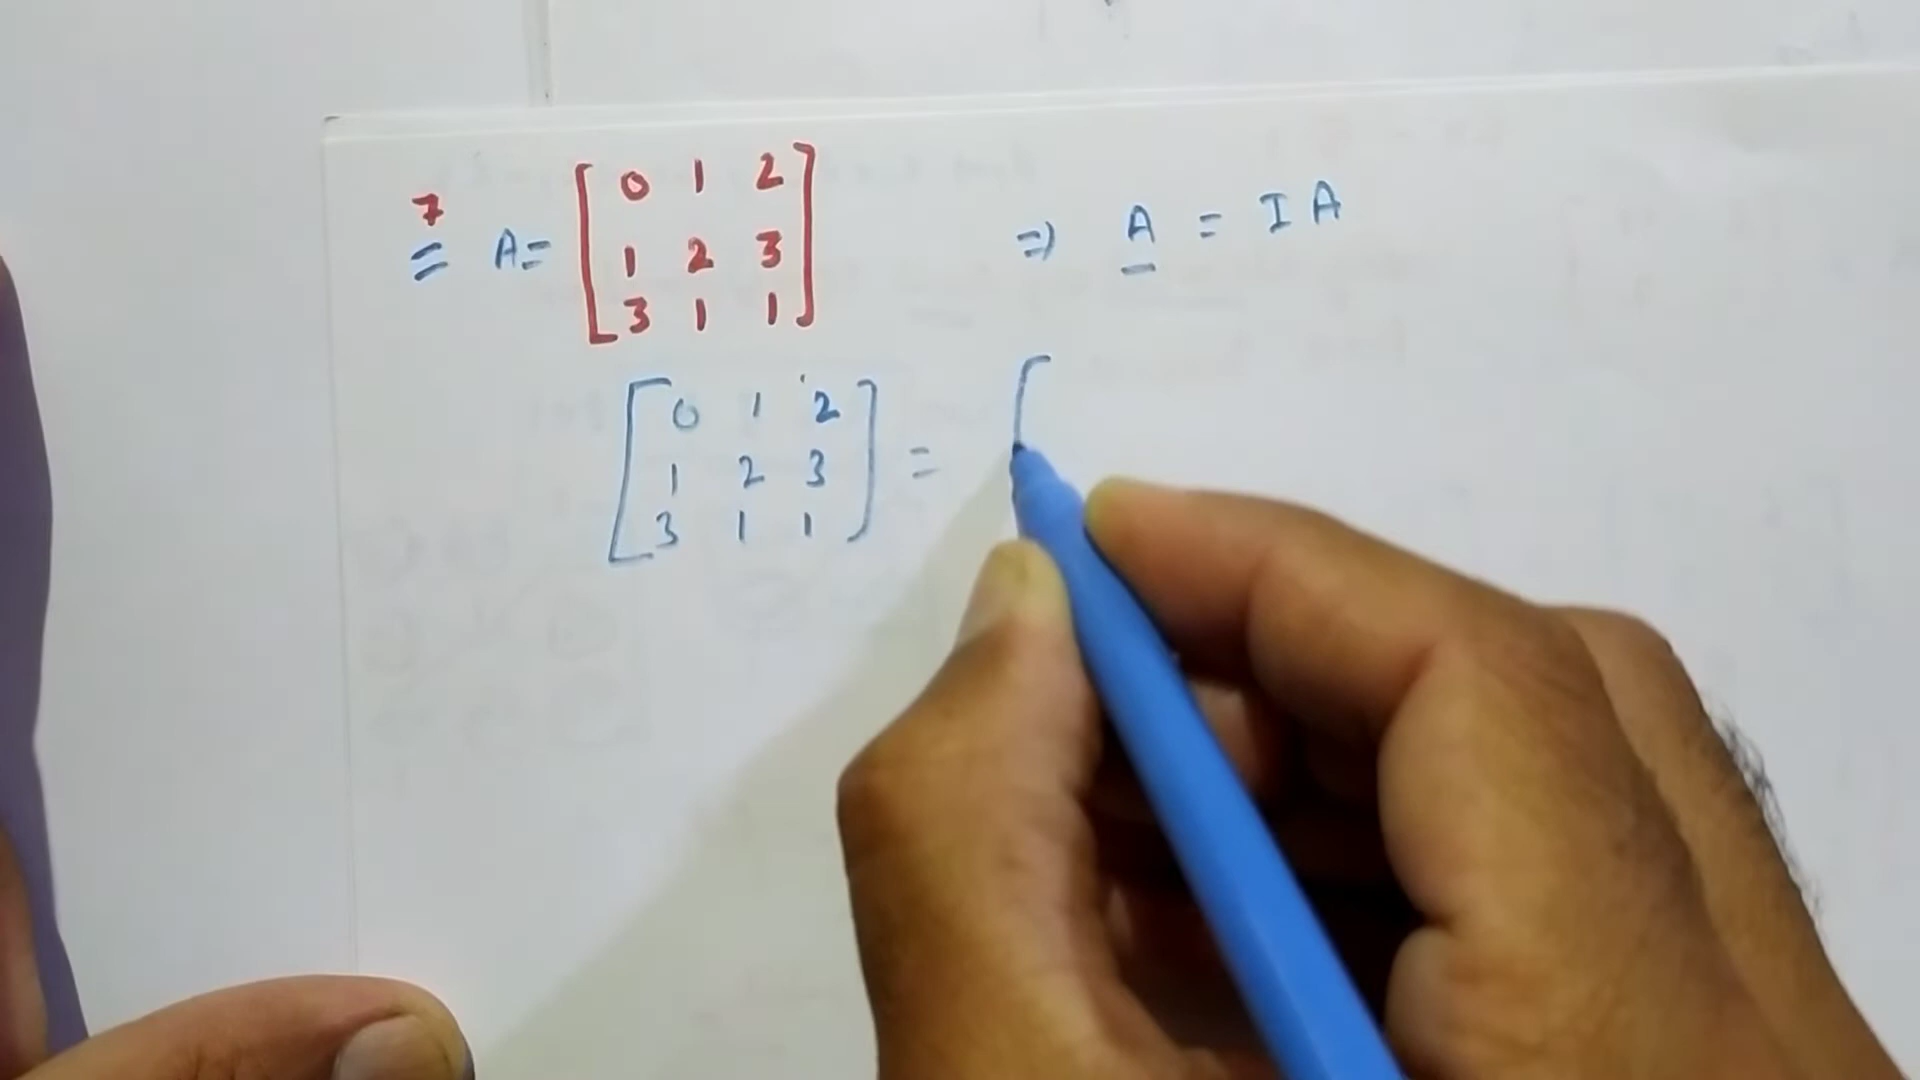 7 A = [ 0 1 2 ⇒ A = I A
1 2 3
3 1 1 ]
[ 0 1 2
1 2 3 ] = [
3 1 1